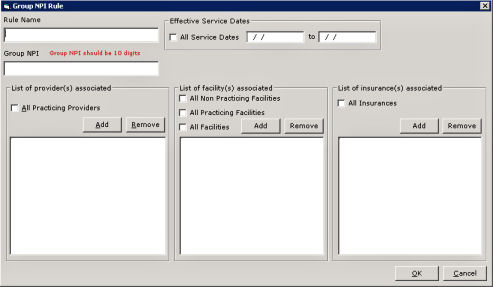 Group NPI Rule
Rule Name
Effective Service Dates
All Service Dates / / to / /
Group NPI Group NPI should be 10 digits
List of provider(s) associated
All Practicing Providers
Add Remove
List of facility(s) associated
All Non Practicing Facilities
All Practicing Facilities
All Facilities Add Remove
List of insurance(s) associated
All Insurances
Add Remove
OK Cancel